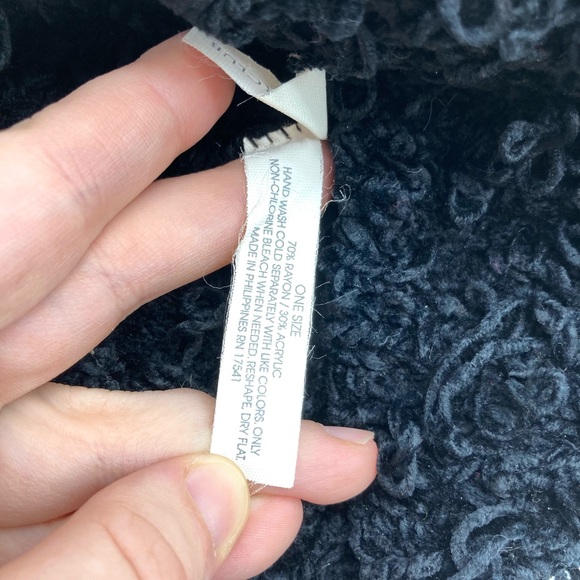 ONE SIZE
70% RAYON / 30% ACRYLIC
HAND WASH COLD SEPARATELY WITH LIKE COLORS. ONLY
NON-CHLORINE BLEACH WHEN NEEDED. RESHAPE, DRY FLAT.
MADE IN PHILIPPINES RN 17541